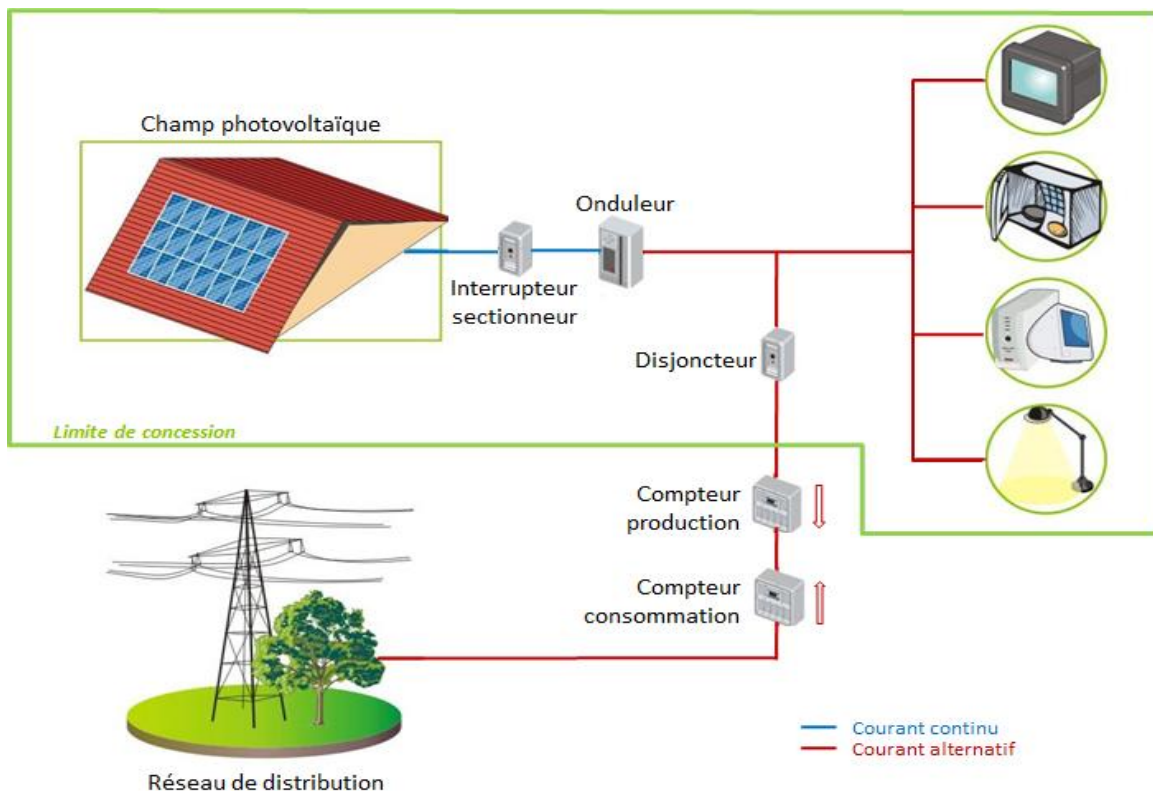 Champ photovoltaïque
Onduleur
Interrupteur
sectionneur
Disjoncteur
Limite de concession
Compteur
production
Compteur
consommation
Courant continu
Courant alternatif
Réseau de distribution